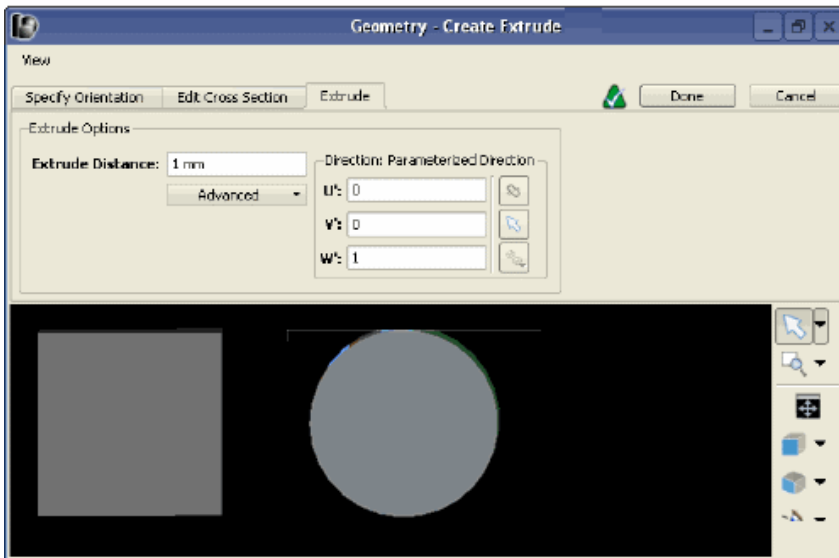 Geometry - Create Extrude
View
Specify Orientation Edit Cross Section Extrude Done Cancel
Extrude Options
Extrude Distance: 1 mm
Direction: Parameterized Direction
Advanced
U': 0
V': 0
W': 1